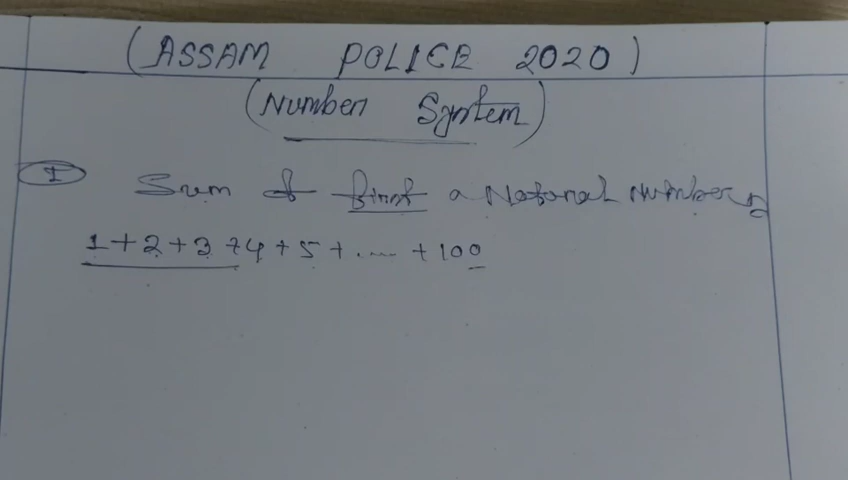 (ASSAM POLICE 2020)
(Number System)
I Sum of first n Natural Numbers
1+2+3+4+5+.....+100